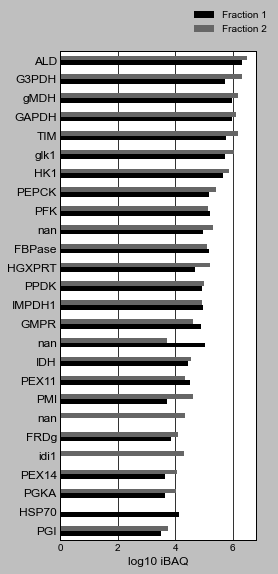 Fraction 1
Fraction 2
ALD
G3PDH
gMDH
GAPDH
TIM
glk1
HK1
PEPCK
PFK
nan
FBPase
HGXPRT
PPDK
IMPDH1
GMPR
nan
IDH
PEX11
PMI
nan
FRDg
idi1
PEX14
PGKA
HSP70
PGI
0 2 4 6
log10 iBAQ